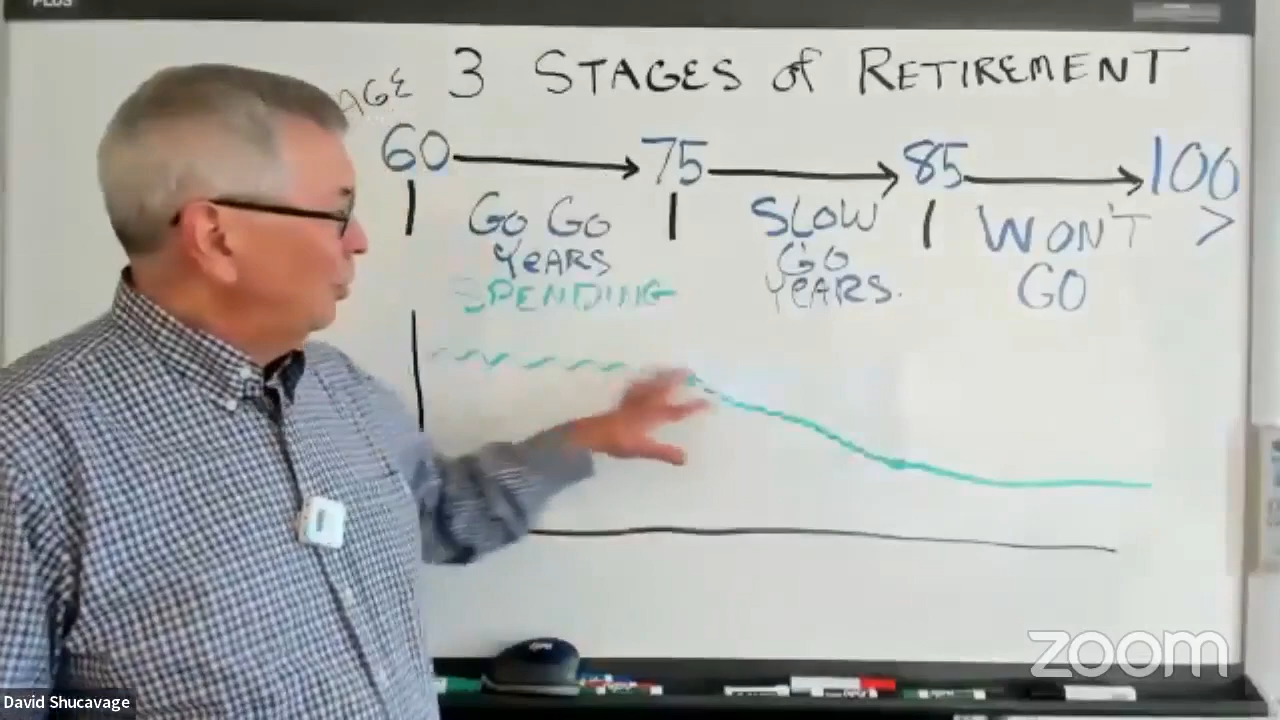 PLUS
3 STAGES of RETIREMENT
AGE
60 75 85 100 >
GO GO YEARS
SLOW GO YEARS.
WON'T GO
SPENDING
zoom
David Shucavage